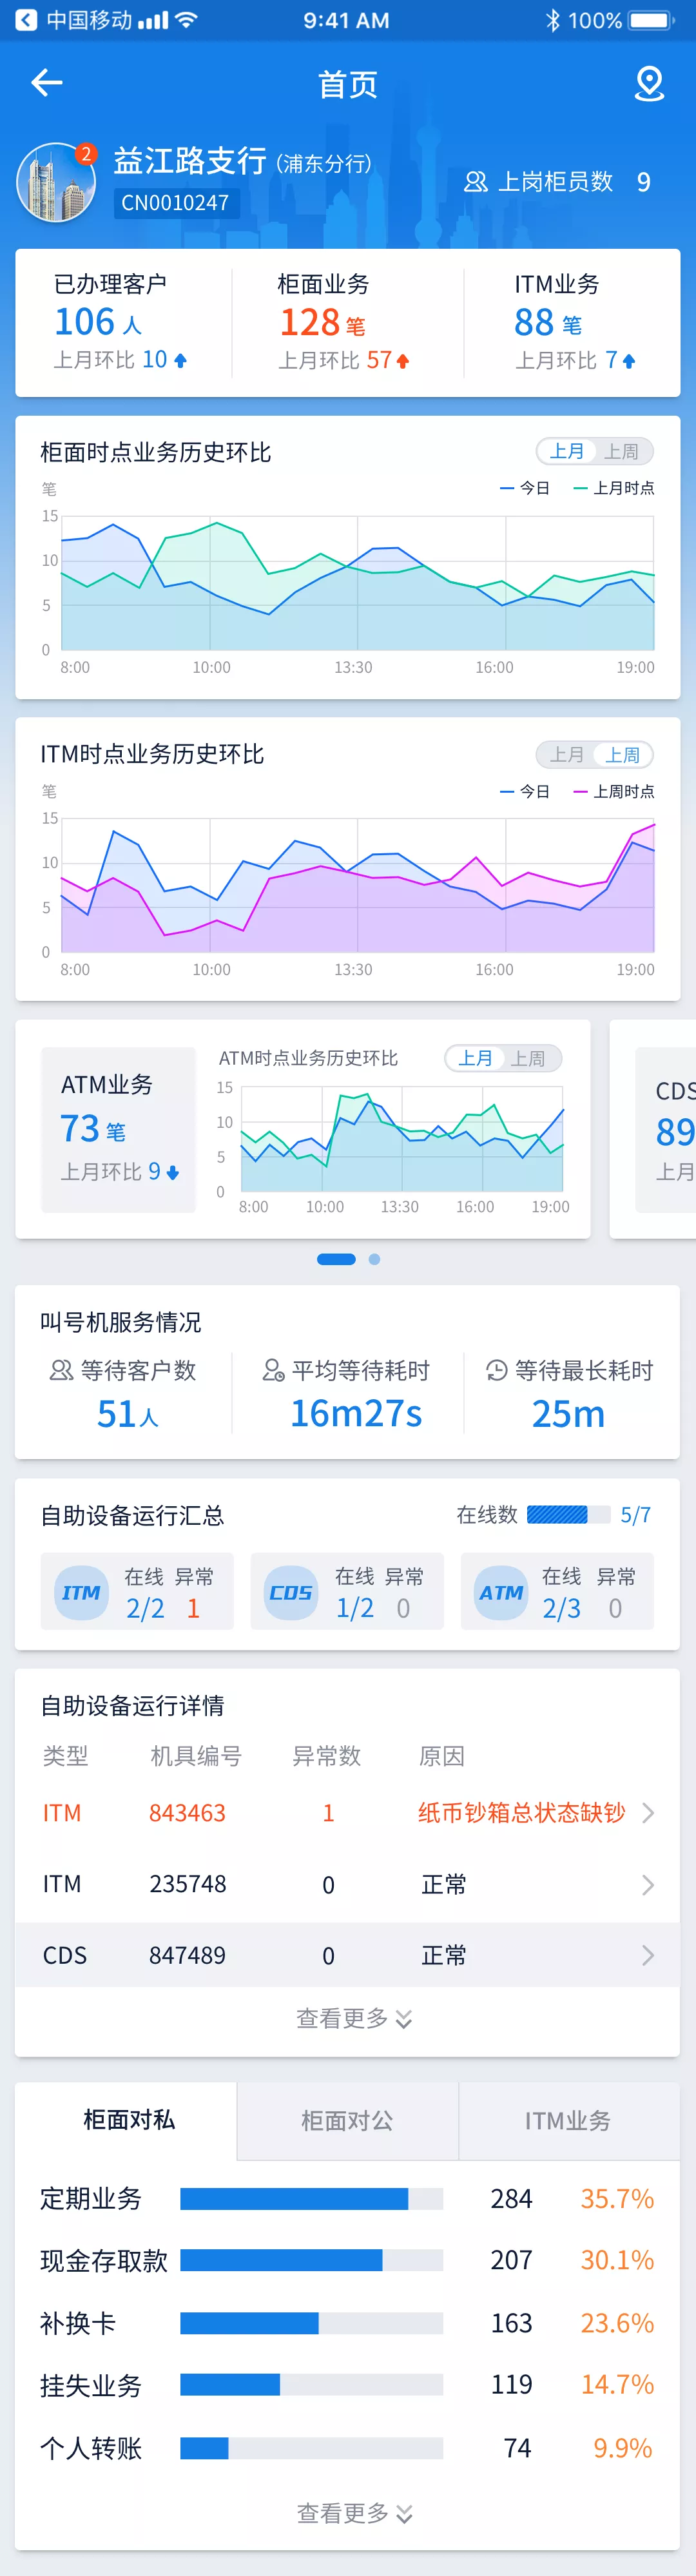 中国移动 9:41 AM 100%
首页
2
益江路支行 (浦东分行)
CN0010247
上岗柜员数 9
已办理客户 柜面业务 ITM业务
106 人 128 笔 88 笔
上月环比 10 上月环比 57 上月环比 7
柜面时点业务历史环比 上月 上周
笔 今日 上月时点
15
10
5
0
8:00 10:00 13:30 16:00 19:00
ITM时点业务历史环比 上月 上周
笔 今日 上周时点
15
10
5
0
8:00 10:00 13:30 16:00 19:00
ATM业务
73 笔
上月环比 9
ATM时点业务历史环比 上月 上周
15
10
5
0
8:00 10:00 13:30 16:00 19:00
CDS
89
上月
叫号机服务情况
等待客户数 平均等待耗时 等待最长耗时
51人 16m27s 25m
自助设备运行汇总 在线数 5/7
ITM 在线 异常 CDS 在线 异常 ATM 在线 异常
2/2 1 1/2 0 2/3 0
自助设备运行详情
类型 机具编号 异常数 原因
ITM 843463 1 纸币钞箱总状态缺钞
ITM 235748 0 正常
CDS 847489 0 正常
查看更多
柜面对私 柜面对公 ITM业务
定期业务 284 35.7%
现金存取款 207 30.1%
补换卡 163 23.6%
挂失业务 119 14.7%
个人转账 74 9.9%
查看更多